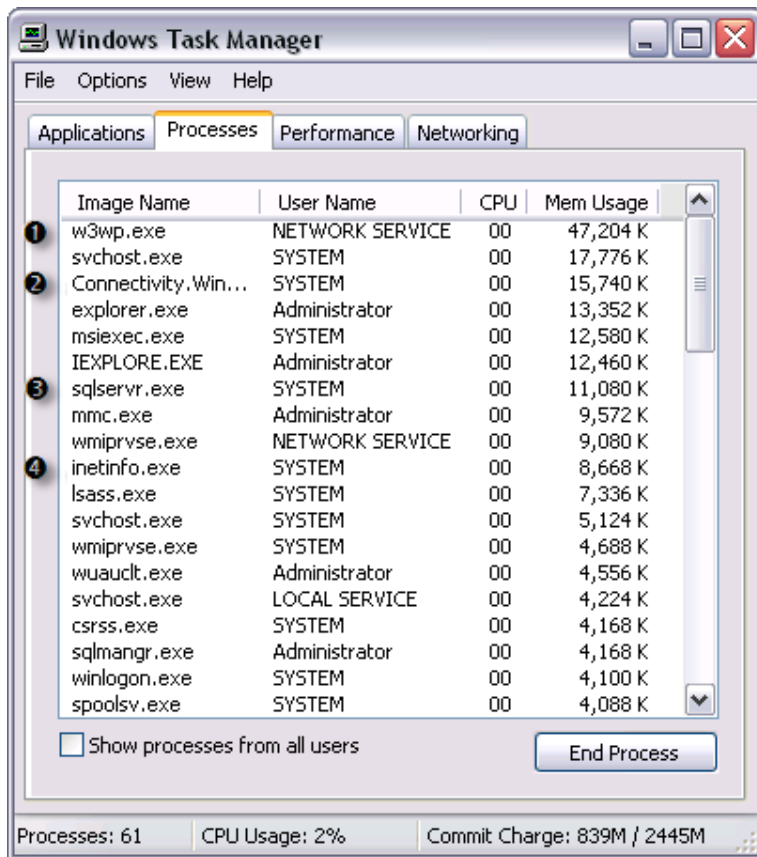 Windows Task Manager
File Options View Help
Applications Processes Performance Networking
Image Name User Name CPU Mem Usage
❶ w3wp.exe NETWORK SERVICE 00 47,204 K
svchost.exe SYSTEM 00 17,776 K
❷ Connectivity.Win... SYSTEM 00 15,740 K
explorer.exe Administrator 00 13,352 K
msiexec.exe SYSTEM 00 12,580 K
IEXPLORE.EXE Administrator 00 12,460 K
❸ sqlservr.exe SYSTEM 00 11,080 K
mmc.exe Administrator 00 9,572 K
wmiprvse.exe NETWORK SERVICE 00 9,080 K
❹ inetinfo.exe SYSTEM 00 8,668 K
lsass.exe SYSTEM 00 7,336 K
svchost.exe SYSTEM 00 5,124 K
wmiprvse.exe SYSTEM 00 4,688 K
wuauclt.exe Administrator 00 4,556 K
svchost.exe LOCAL SERVICE 00 4,224 K
csrss.exe SYSTEM 00 4,168 K
sqlmangr.exe Administrator 00 4,168 K
winlogon.exe SYSTEM 00 4,100 K
spoolsv.exe SYSTEM 00 4,088 K
Show processes from all users End Process
Processes: 61 CPU Usage: 2% Commit Charge: 839M / 2445M